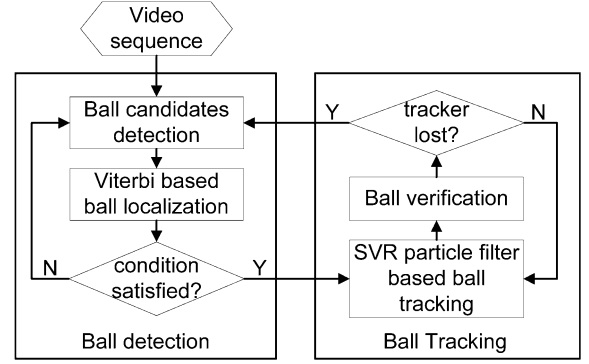 Video
sequence
Ball candidates
detection
Viterbi based
ball localization
N
condition
satisfied?
Y
Ball detection
Y
tracker
lost?
N
Ball verification
SVR particle filter
based ball
tracking
Ball Tracking